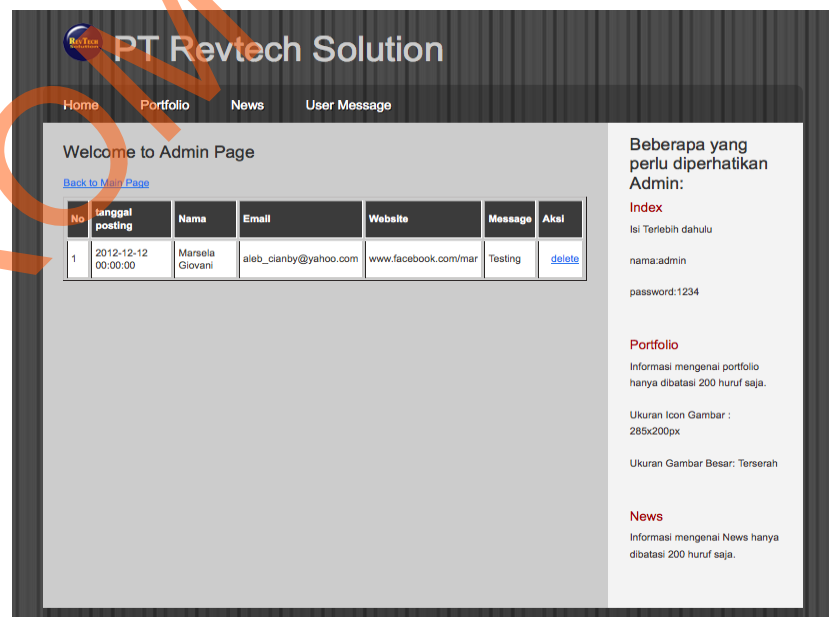 RevTech
Solution
PT Revtech Solution
Home Portfolio News User Message
Welcome to Admin Page
Back to Main Page
No tanggal posting Nama Email Website Message Aksi
1 2012-12-12 00:00:00 Marsela Giovani aleb_cianby@yahoo.com www.facebook.com/mar Testing delete
Beberapa yang
perlu diperhatikan
Admin:
Index
Isi Terlebih dahulu
nama:admin
password:1234
Portfolio
Informasi mengenai portfolio
hanya dibatasi 200 huruf saja.
Ukuran Icon Gambar :
285x200px
Ukuran Gambar Besar: Terserah
News
Informasi mengenai News hanya
dibatasi 200 huruf saja.